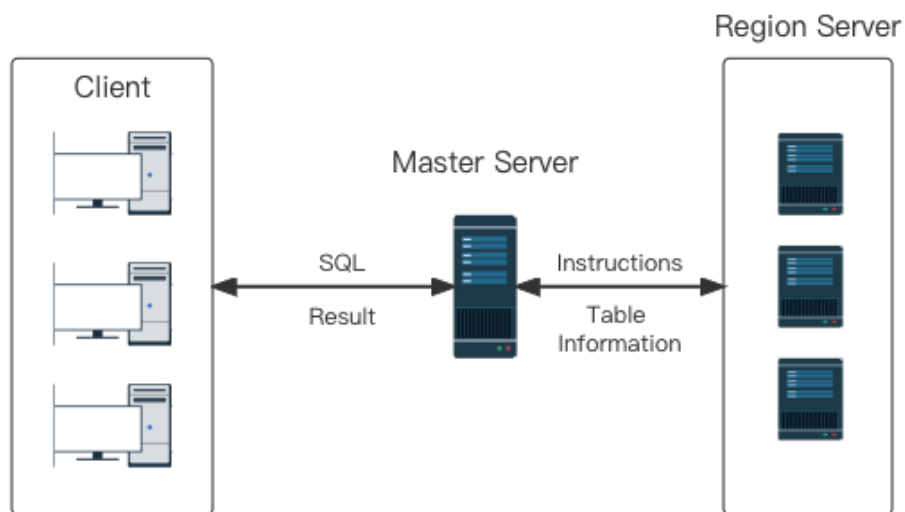 Region Server
Client
Master Server
SQL
Result
Instructions
Table
Information